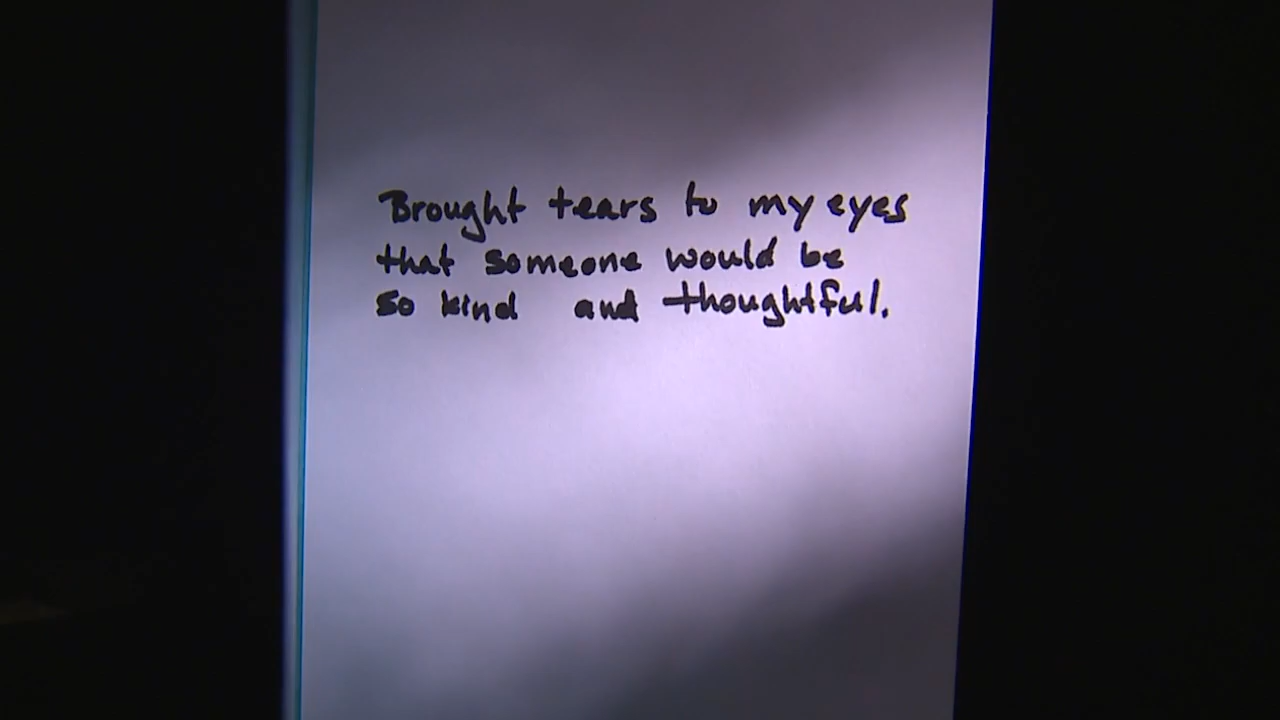 Brought tears to my eyes
that someone would be
so kind and thoughtful.